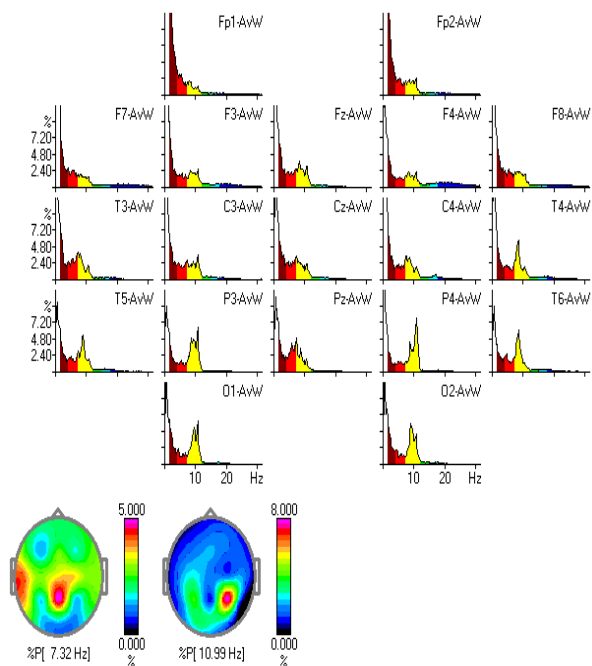 Fp1-AvW Fp2-AvW
F7-AvW F3-AvW Fz-AvW F4-AvW F8-AvW
%
7.20
4.80
2.40
T3-AvW C3-AvW Cz-AvW C4-AvW T4-AvW
%
7.20
4.80
2.40
T5-AvW P3-AvW Pz-AvW P4-AvW T6-AvW
%
7.20
4.80
2.40
O1-AvW O2-AvW
10 20 Hz 10 20 Hz
5.000 8.000
0.000 0.000
%P[ 7.32 Hz] % %P[10.99 Hz] %